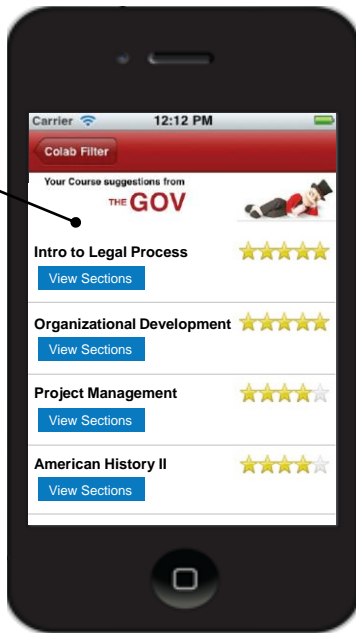 Carrier 12:12 PM
Colab Filter
Your Course suggestions from
THE GOV
Intro to Legal Process
View Sections
Organizational Development
View Sections
Project Management
View Sections
American History II
View Sections